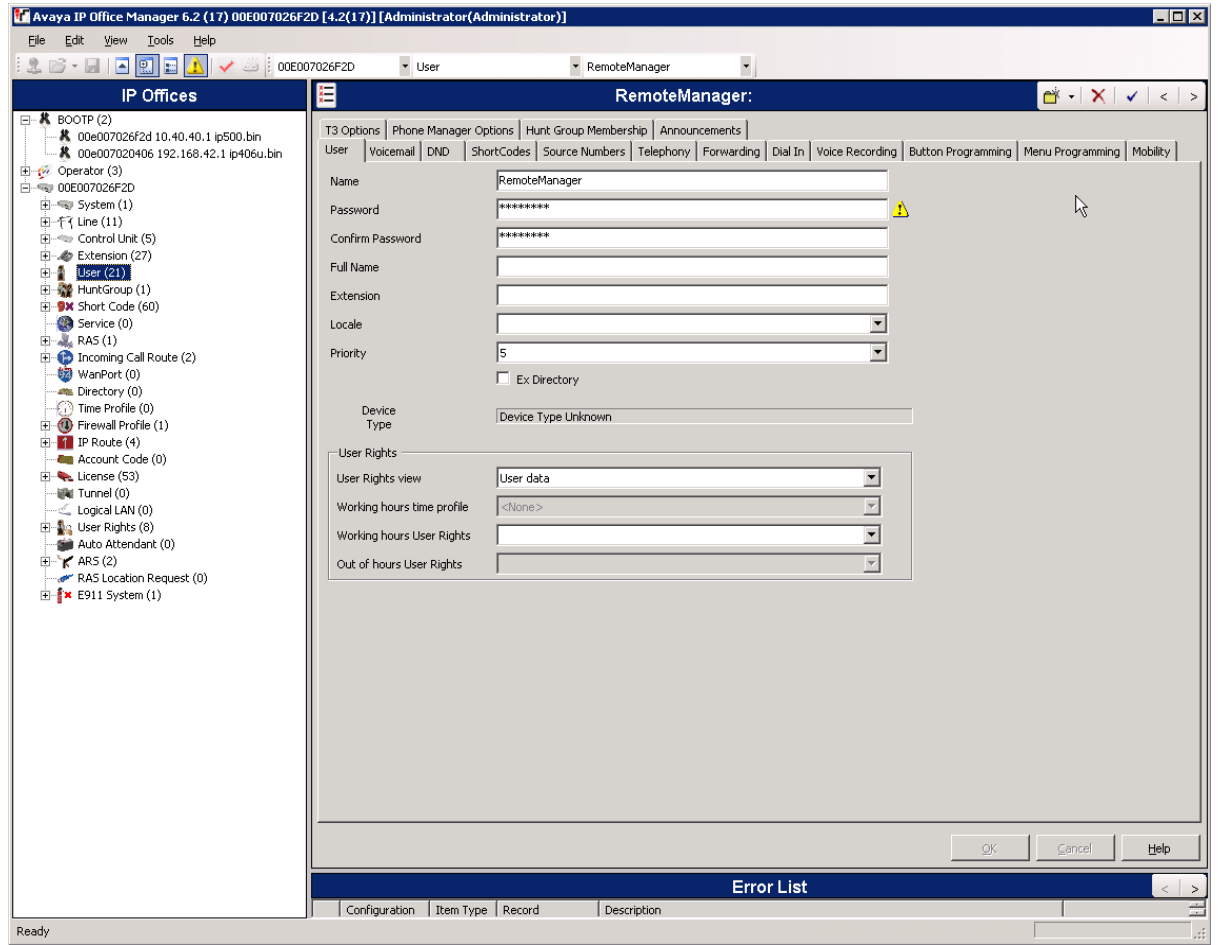 Avaya IP Office Manager 6.2 (17) 00E007026F2D [4.2(17)] [Administrator(Administrator)]
File Edit View Tools Help
00E007026F2D User RemoteManager
IP Offices
BOOTP (2)
00e007026f2d 10.40.40.1 ip500.bin
00e007020406 192.168.42.1 ip406u.bin
Operator (3)
00E007026F2D
System (1)
Line (11)
Control Unit (5)
Extension (27)
User (21)
HuntGroup (1)
Short Code (60)
Service (0)
RAS (1)
Incoming Call Route (2)
WanPort (0)
Directory (0)
Time Profile (0)
Firewall Profile (1)
IP Route (4)
Account Code (0)
License (53)
Tunnel (0)
Logical LAN (0)
User Rights (8)
Auto Attendant (0)
ARS (2)
RAS Location Request (0)
E911 System (1)
RemoteManager:
T3 Options Phone Manager Options Hunt Group Membership Announcements
User Voicemail DND ShortCodes Source Numbers Telephony Forwarding Dial In Voice Recording Button Programming Menu Programming Mobility
Name RemoteManager
Password ********
Confirm Password ********
Full Name
Extension
Locale
Priority 5
Ex Directory
Device
Type
Device Type Unknown
User Rights
User Rights view User data
Working hours time profile <None>
Working hours User Rights
Out of hours User Rights
OK Cancel Help
Error List
Configuration Item Type Record Description
Ready